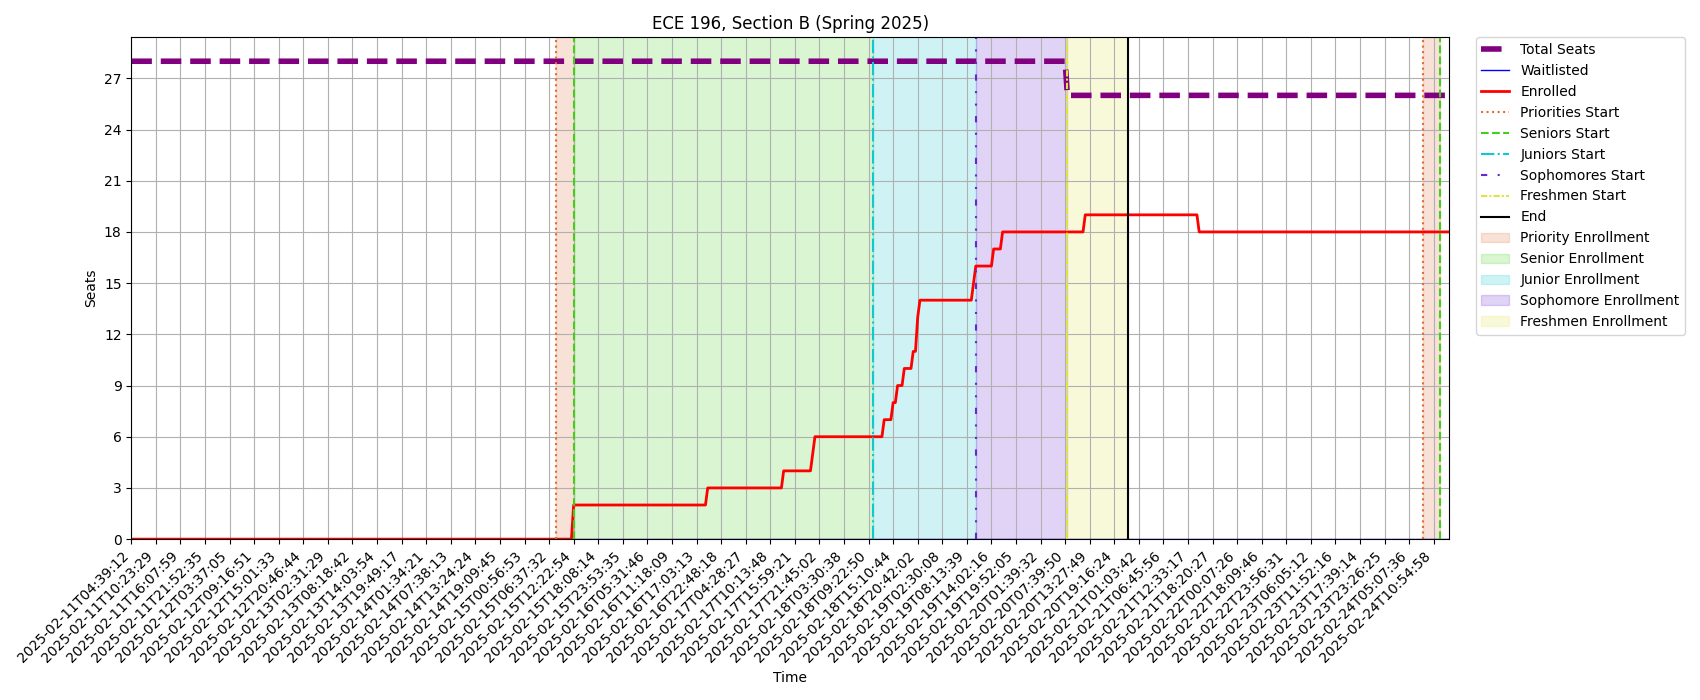 ECE 196, Section B (Spring 2025)
Seats
27
24
21
18
15
12
9
6
3
0
2025-02-11T04:39:12
2025-02-11T10:23:29
2025-02-11T16:07:59
2025-02-11T21:52:35
2025-02-12T03:37:05
2025-02-12T09:16:51
2025-02-12T15:01:33
2025-02-12T20:46:44
2025-02-13T02:31:29
2025-02-13T08:18:42
2025-02-13T14:03:54
2025-02-13T19:49:17
2025-02-14T01:34:21
2025-02-14T07:38:13
2025-02-14T13:24:24
2025-02-14T19:09:45
2025-02-15T00:56:53
2025-02-15T06:37:32
2025-02-15T12:22:54
2025-02-15T18:08:14
2025-02-15T23:53:35
2025-02-16T05:31:46
2025-02-16T11:18:09
2025-02-16T17:03:13
2025-02-16T22:48:18
2025-02-17T04:28:27
2025-02-17T10:13:48
2025-02-17T15:59:21
2025-02-17T21:45:02
2025-02-18T03:30:38
2025-02-18T09:22:50
2025-02-18T15:10:44
2025-02-18T20:42:02
2025-02-19T02:30:08
2025-02-19T08:13:39
2025-02-19T14:02:16
2025-02-19T19:52:05
2025-02-20T01:39:32
2025-02-20T07:39:50
2025-02-20T13:27:49
2025-02-20T19:16:24
2025-02-21T01:03:42
2025-02-21T06:45:56
2025-02-21T12:33:17
2025-02-21T18:20:27
2025-02-22T00:07:26
2025-02-22T18:09:46
2025-02-22T23:56:31
2025-02-23T06:05:12
2025-02-23T11:52:16
2025-02-23T17:39:14
2025-02-23T23:26:25
2025-02-24T05:07:36
2025-02-24T10:54:58
Time
Total Seats
Waitlisted
Enrolled
Priorities Start
Seniors Start
Juniors Start
Sophomores Start
Freshmen Start
End
Priority Enrollment
Senior Enrollment
Junior Enrollment
Sophomore Enrollment
Freshmen Enrollment